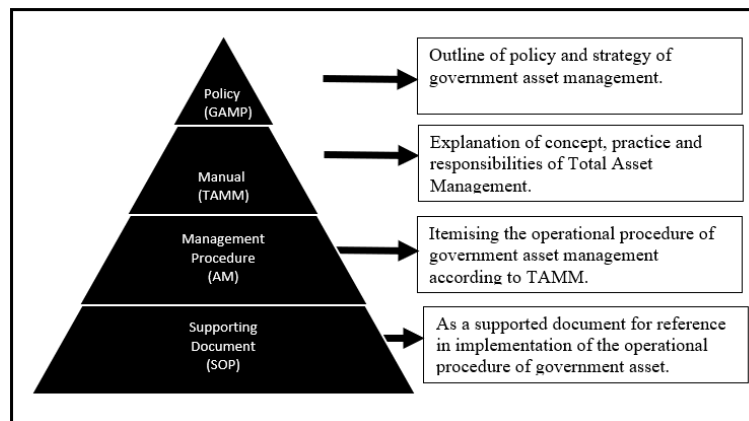 Policy
(GAMP)
Outline of policy and strategy of
government asset management.
Manual
(TAMM)
Explanation of concept, practice and
responsibilities of Total Asset
Management.
Management
Procedure
(AM)
Itemising the operational procedure of
government asset management
according to TAMM.
Supporting
Document
(SOP)
As a supported document for reference
in implementation of the operational
procedure of government asset.